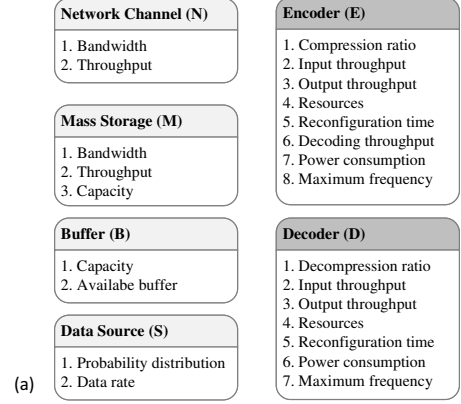 Network Channel (N)
1. Bandwidth
2. Throughput
Mass Storage (M)
1. Bandwidth
2. Throughput
3. Capacity
Buffer (B)
1. Capacity
2. Availabe buffer
Data Source (S)
1. Probability distribution
2. Data rate
(a)
Encoder (E)
1. Compression ratio
2. Input throughput
3. Output throughput
4. Resources
5. Reconfiguration time
6. Decoding throughput
7. Power consumption
8. Maximum frequency
Decoder (D)
1. Decompression ratio
2. Input throughput
3. Output throughput
4. Resources
5. Reconfiguration time
6. Power consumption
7. Maximum frequency